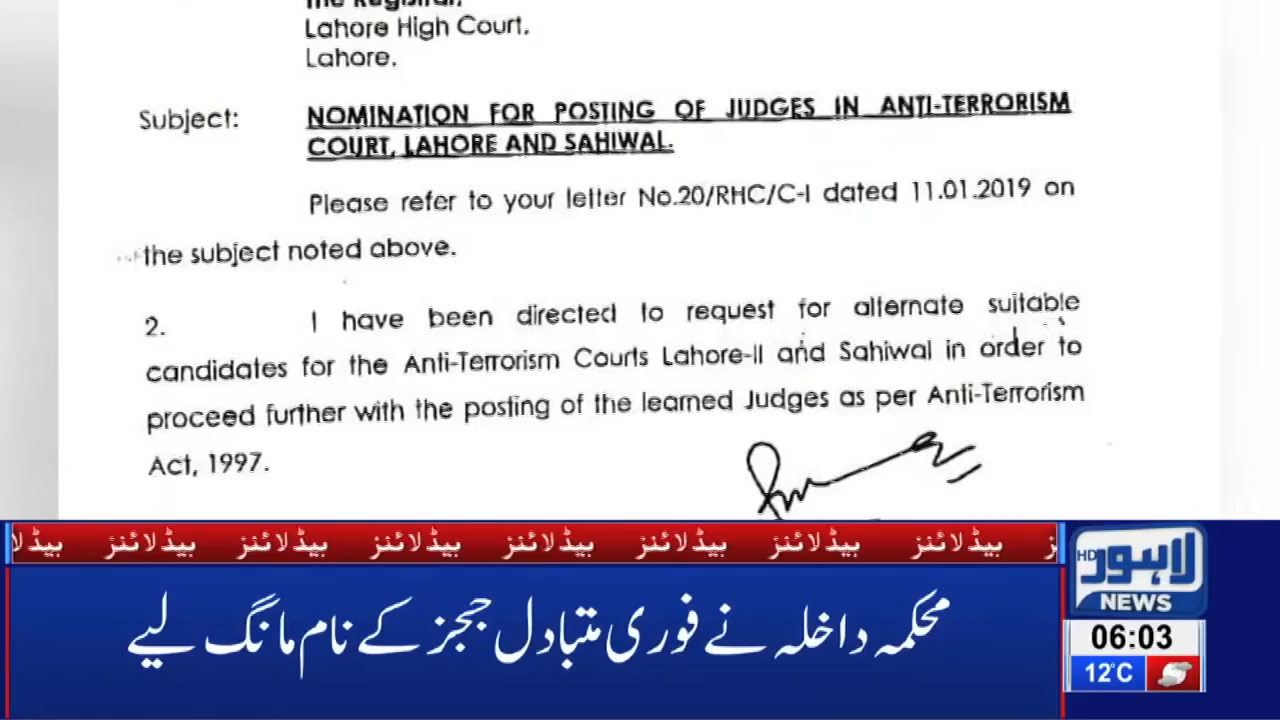 The Registrar,
Lahore High Court,
Lahore.
Subject: NOMINATION FOR POSTING OF JUDGES IN ANTI-TERRORISM
COURT, LAHORE AND SAHIWAL.
Please refer to your letter No.20/RHC/C-I dated 11.01.2019 on
the subject noted above.
2. I have been directed to request for alternate suitable
candidates for the Anti-Terrorism Courts Lahore-II and Sahiwal in order to
proceed further with the posting of the learned Judges as per Anti-Terrorism
Act, 1997.
ہیڈلائنز ہیڈلائنز ہیڈلائنز ہیڈلائنز ہیڈلائنز ہیڈلائنز ہیڈلائنز
محکمہ داخلہ نے فوری متبادل ججز کے نام مانگ لیے
لاہور HD
NEWS
06:03
12°C